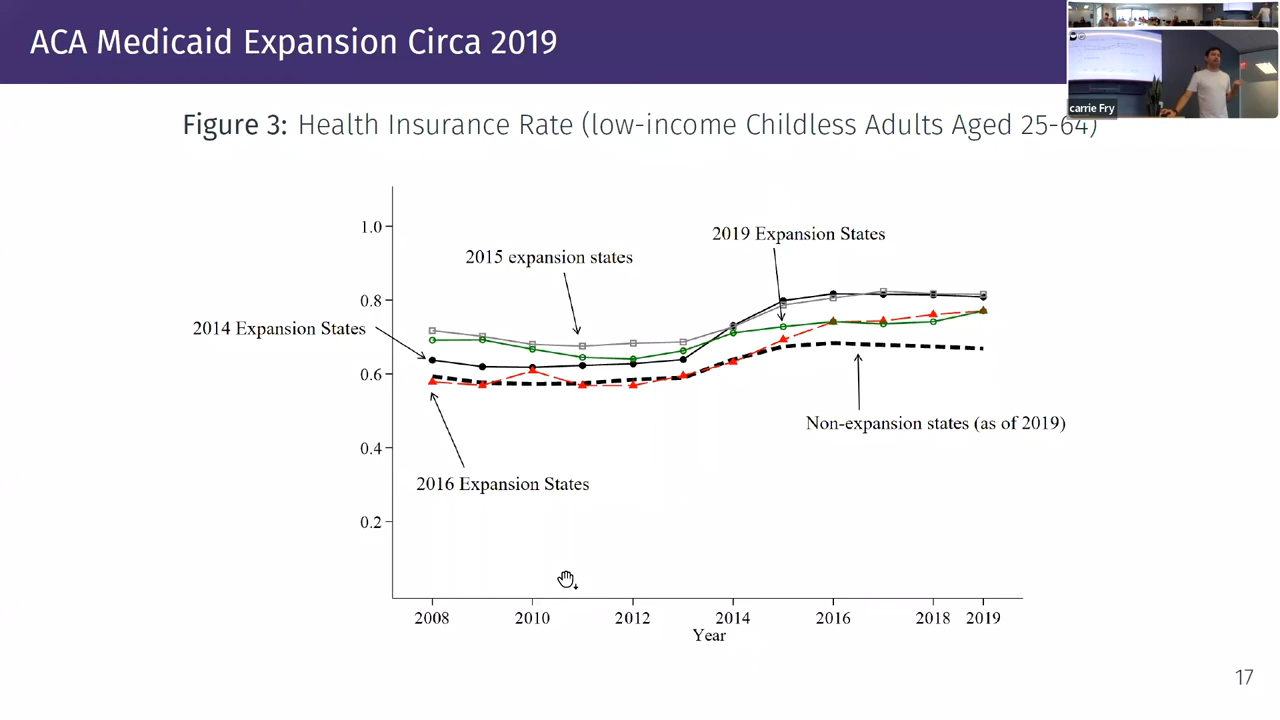 ACA Medicaid Expansion Circa 2019
carrie Fry
Figure 3: Health Insurance Rate (low-income Childless Adults Aged 25-64)
1.0
0.8
0.6
0.4
0.2
2019 Expansion States
2015 expansion states
2014 Expansion States
Non-expansion states (as of 2019)
2016 Expansion States
2008 2010 2012 2014 2016 2018 2019
Year
17